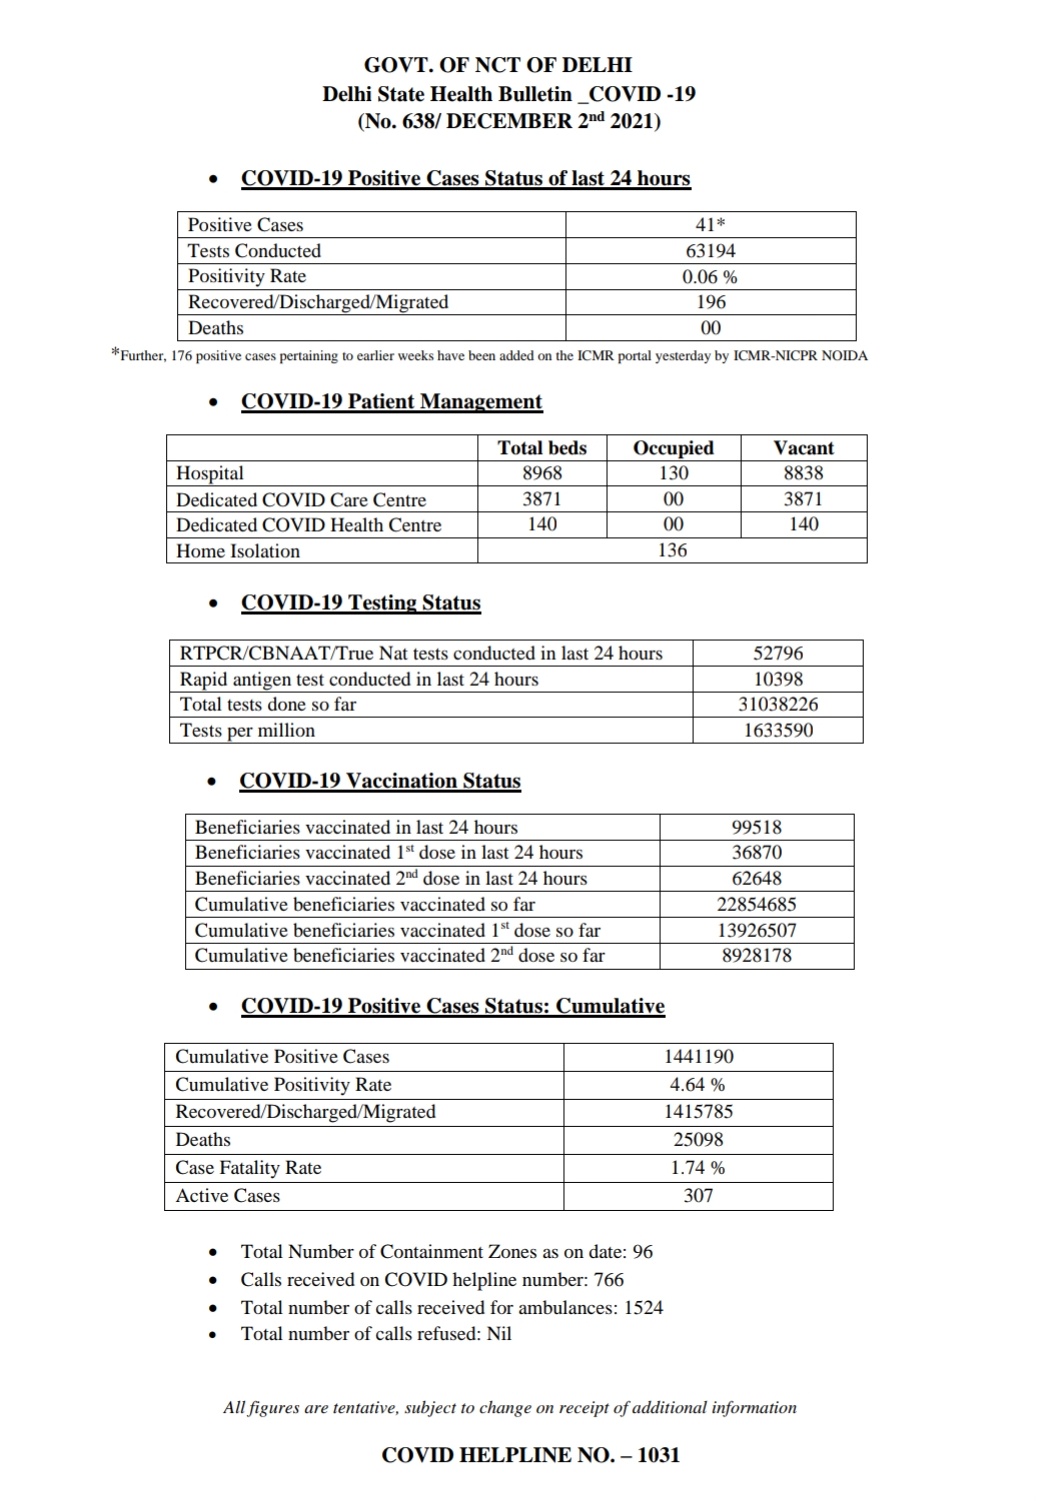 GOVT. OF NCT OF DELHI
Delhi State Health Bulletin _COVID -19
(No. 638/ DECEMBER 2nd 2021)
• COVID-19 Positive Cases Status of last 24 hours
Positive Cases 41*
Tests Conducted 63194
Positivity Rate 0.06 %
Recovered/Discharged/Migrated 196
Deaths 00
*Further, 176 positive cases pertaining to earlier weeks have been added on the ICMR portal yesterday by ICMR-NICPR NOIDA
• COVID-19 Patient Management
Total beds Occupied Vacant
Hospital 8968 130 8838
Dedicated COVID Care Centre 3871 00 3871
Dedicated COVID Health Centre 140 00 140
Home Isolation 136
• COVID-19 Testing Status
RTPCR/CBNAAT/True Nat tests conducted in last 24 hours 52796
Rapid antigen test conducted in last 24 hours 10398
Total tests done so far 31038226
Tests per million 1633590
• COVID-19 Vaccination Status
Beneficiaries vaccinated in last 24 hours 99518
Beneficiaries vaccinated 1st dose in last 24 hours 36870
Beneficiaries vaccinated 2nd dose in last 24 hours 62648
Cumulative beneficiaries vaccinated so far 22854685
Cumulative beneficiaries vaccinated 1st dose so far 13926507
Cumulative beneficiaries vaccinated 2nd dose so far 8928178
• COVID-19 Positive Cases Status: Cumulative
Cumulative Positive Cases 1441190
Cumulative Positivity Rate 4.64 %
Recovered/Discharged/Migrated 1415785
Deaths 25098
Case Fatality Rate 1.74 %
Active Cases 307
• Total Number of Containment Zones as on date: 96
• Calls received on COVID helpline number: 766
• Total number of calls received for ambulances: 1524
• Total number of calls refused: Nil
All figures are tentative, subject to change on receipt of additional information
COVID HELPLINE NO. – 1031